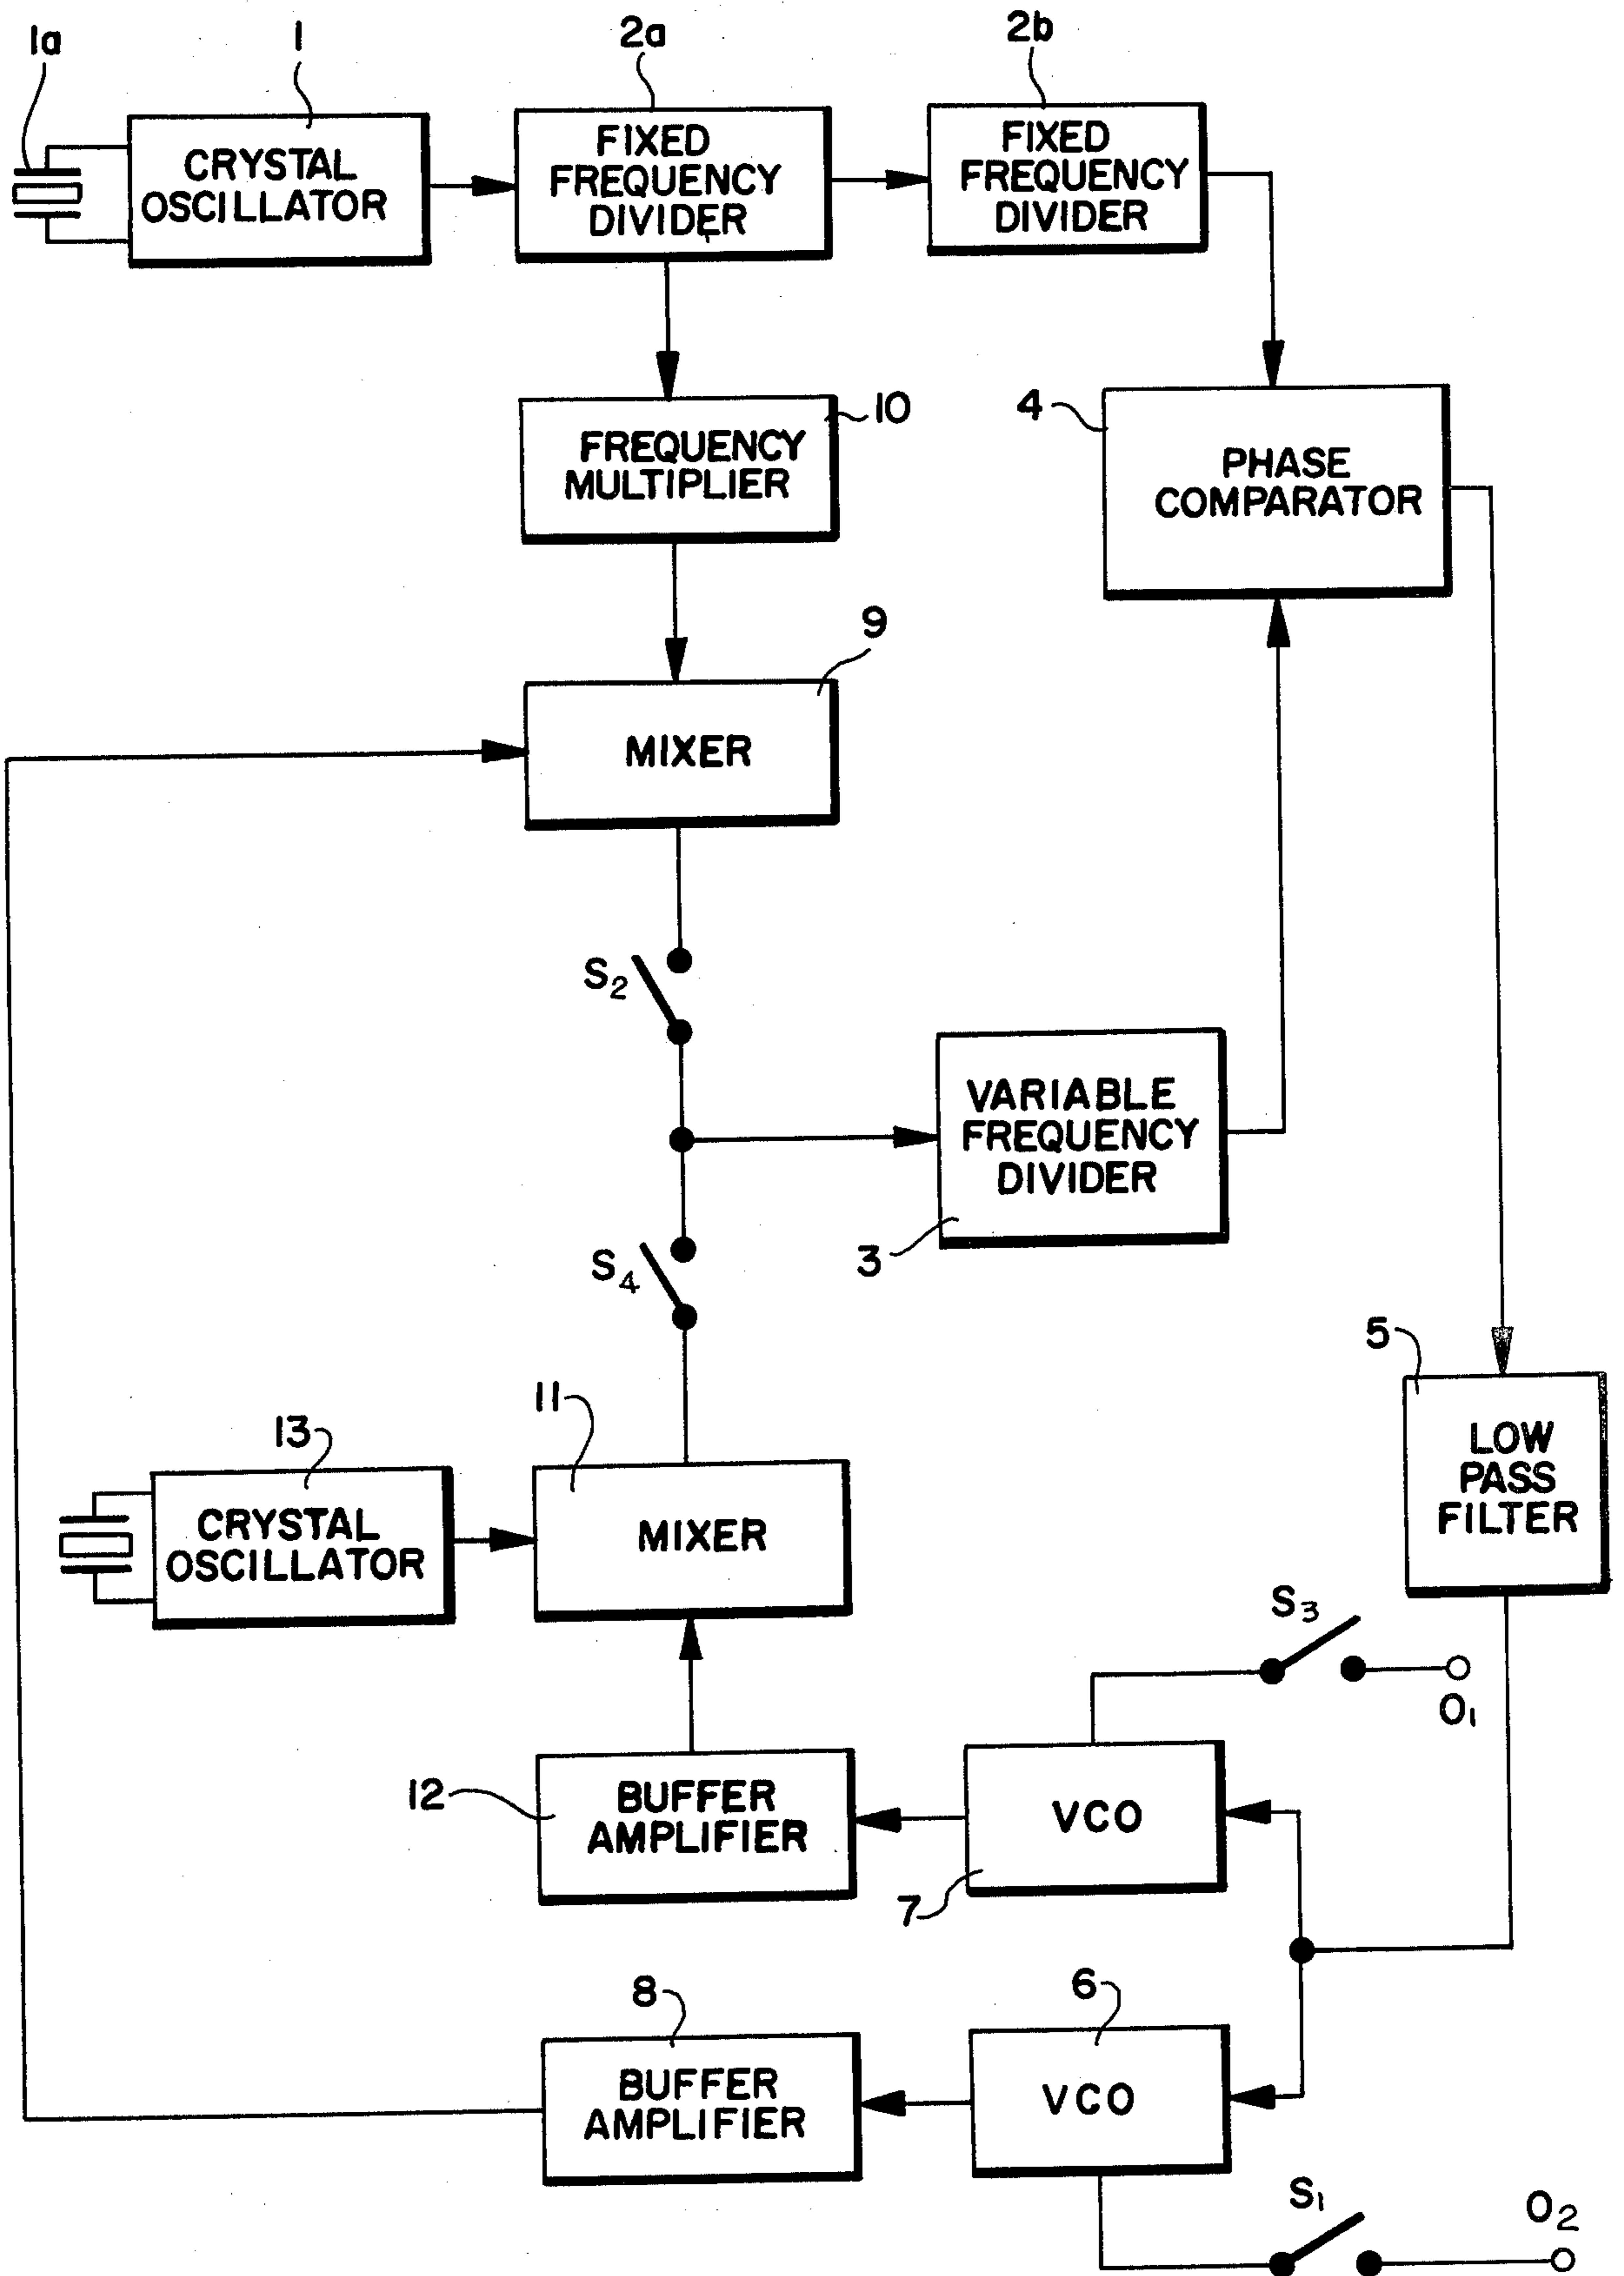 1a
1
2a
2b
CRYSTAL
OSCILLATOR
FIXED
FREQUENCY
DIVIDER
FIXED
FREQUENCY
DIVIDER
10
FREQUENCY
MULTIPLIER
4
PHASE
COMPARATOR
9
MIXER
S2
VARIABLE
FREQUENCY
DIVIDER
3
S4
5
LOW
PASS
FILTER
11
13
CRYSTAL
OSCILLATOR
MIXER
S3
O1
12
BUFFER
AMPLIFIER
VCO
7
8
6
BUFFER
AMPLIFIER
VCO
S1
O2